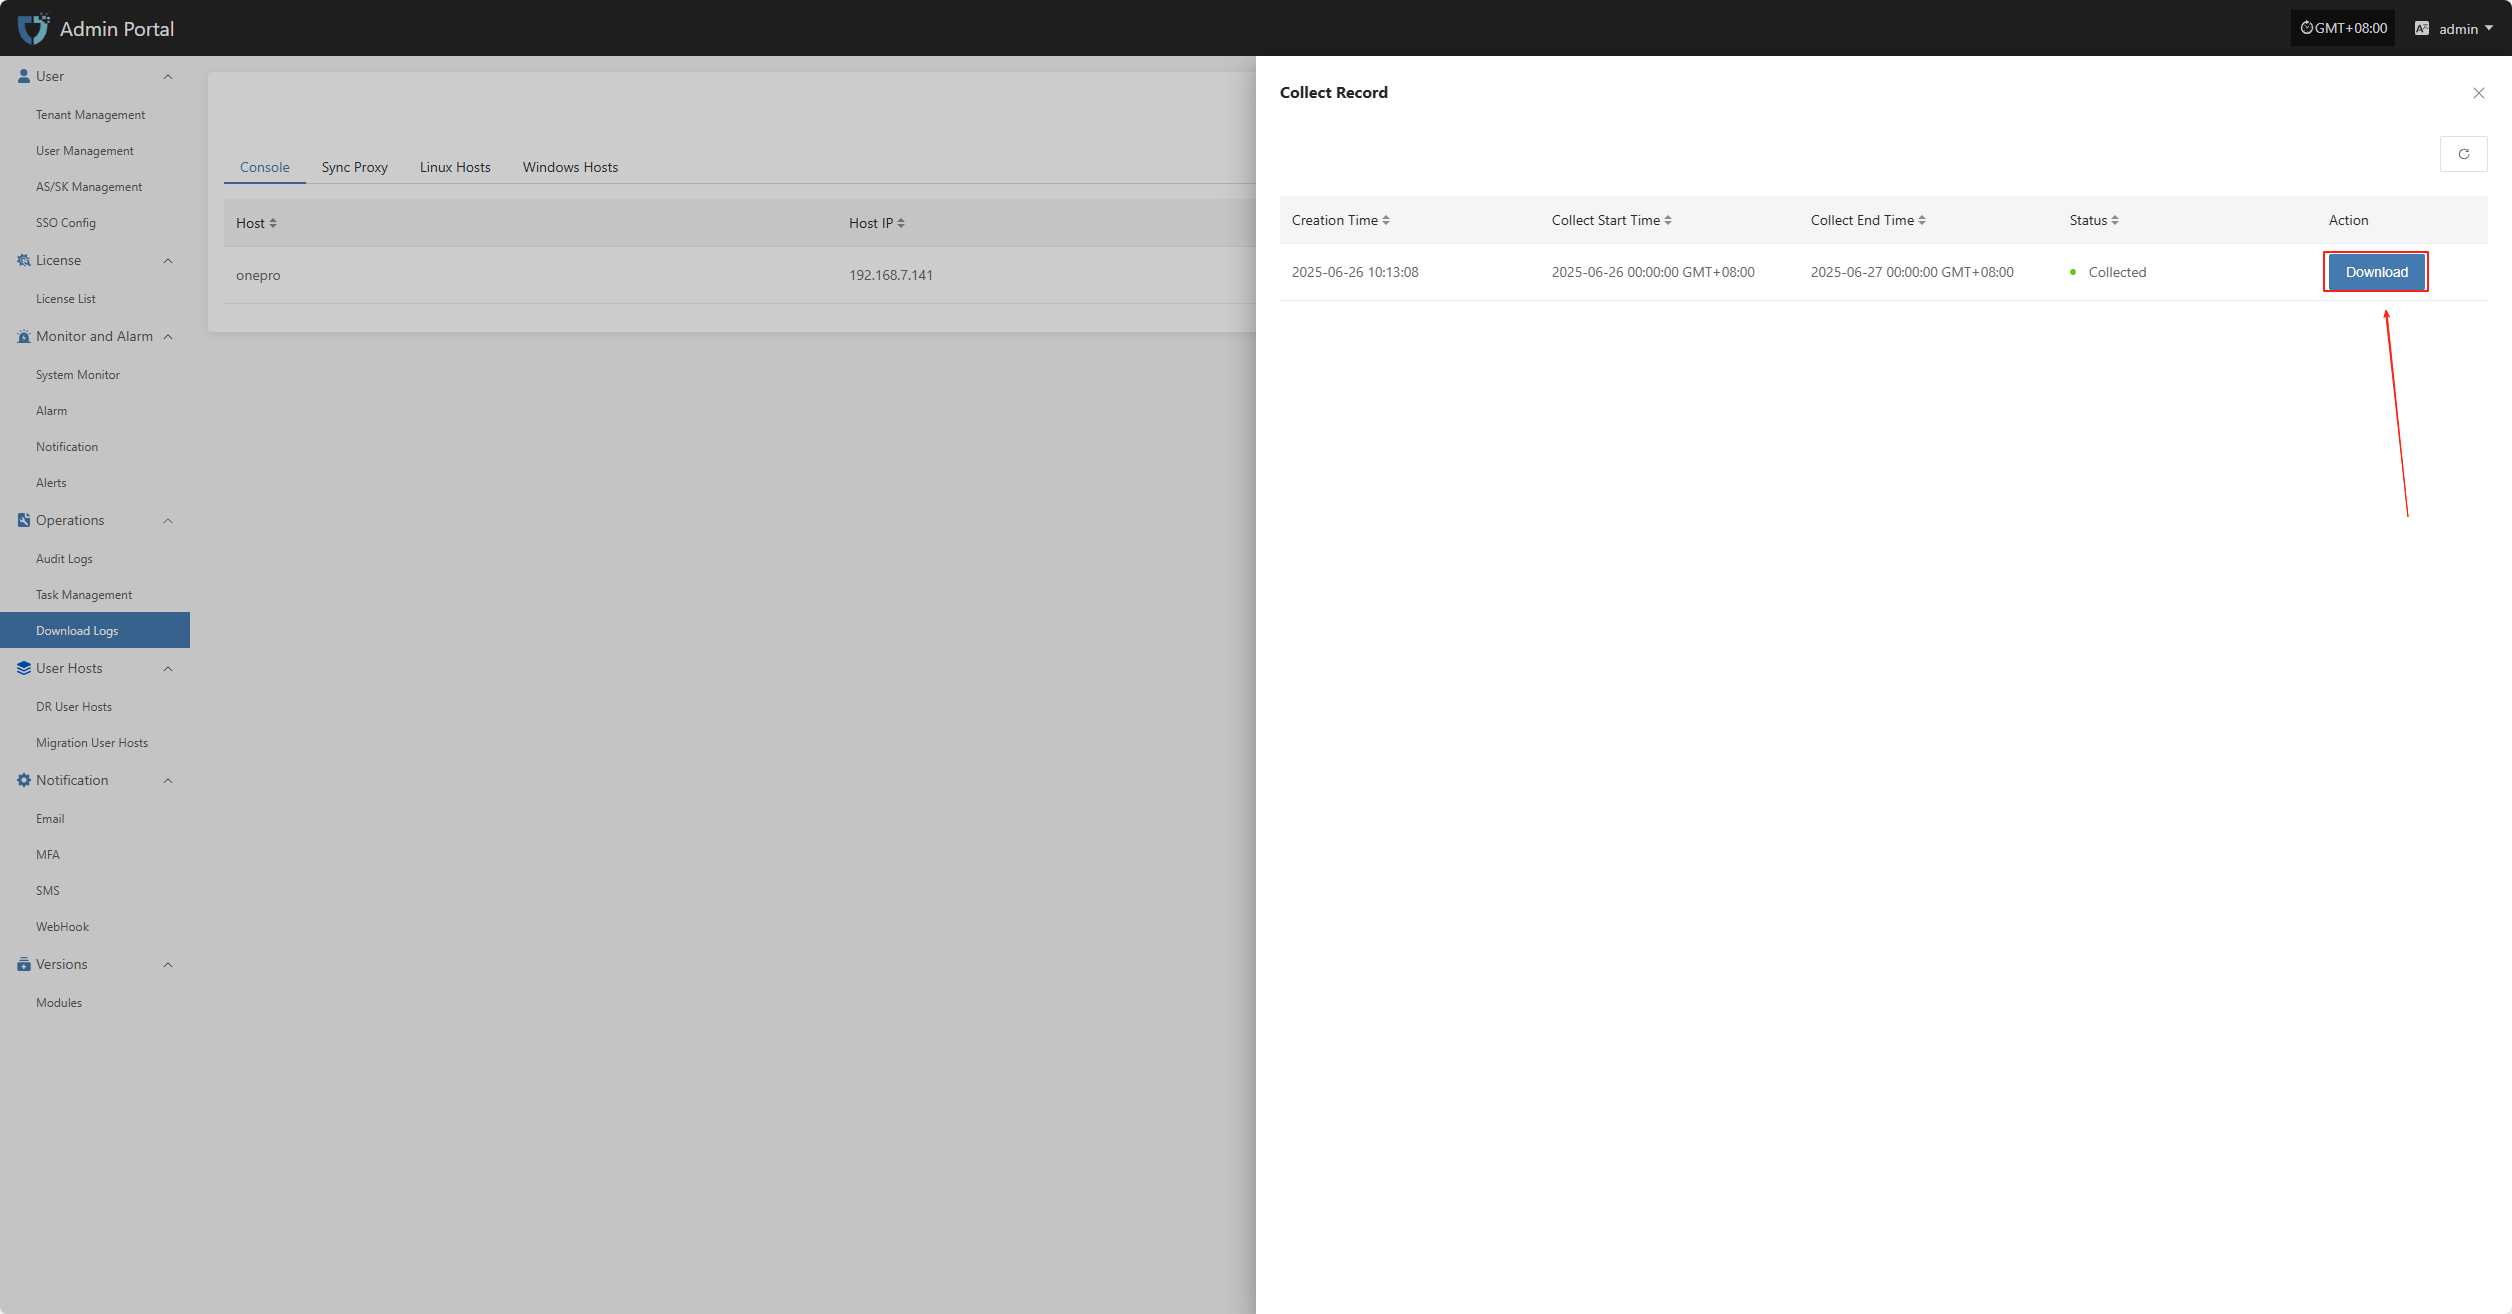 Admin Portal
GMT+08:00
admin
User
Tenant Management
User Management
AS/SK Management
SSO Config
License
License List
Monitor and Alarm
System Monitor
Alarm
Notification
Alerts
Operations
Audit Logs
Task Management
Download Logs
User Hosts
DR User Hosts
Migration User Hosts
Notification
Email
MFA
SMS
WebHook
Versions
Modules
Console Sync Proxy Linux Hosts Windows Hosts
Host Host IP
onepro 192.168.7.141
Collect Record
Creation Time Collect Start Time Collect End Time Status Action
2025-06-26 10:13:08 2025-06-26 00:00:00 GMT+08:00 2025-06-27 00:00:00 GMT+08:00 Collected Download